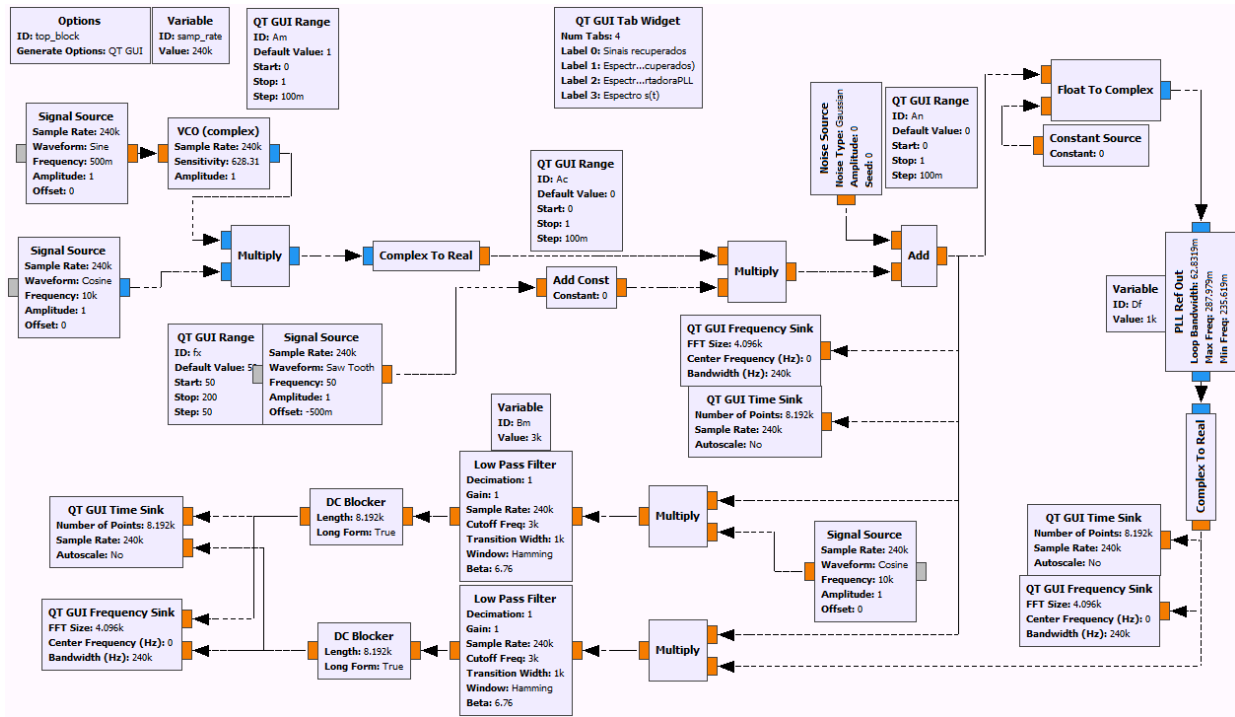 Options
ID: top_block
Generate Options: QT GUI
Variable
ID: samp_rate
Value: 240k
QT GUI Range
ID: Am
Default Value: 1
Start: 0
Stop: 1
Step: 100m
QT GUI Tab Widget
Num Tabs: 4
Label 0: Sinais recuperados
Label 1: Espectr...cuperados)
Label 2: Espectr...rtadoraPLL
Label 3: Espectro s(t)
Signal Source
Sample Rate: 240k
Waveform: Sine
Frequency: 500m
Amplitude: 1
Offset: 0
VCO (complex)
Sample Rate: 240k
Sensitivity: 628.31
Amplitude: 1
QT GUI Range
ID: Ac
Default Value: 0
Start: 0
Stop: 1
Step: 100m
Noise Source
Noise Type: Gaussian
Amplitude: 0
Seed: 0
QT GUI Range
ID: An
Default Value: 0
Start: 0
Stop: 1
Step: 100m
Float To Complex
Constant Source
Constant: 0
Signal Source
Sample Rate: 240k
Waveform: Cosine
Frequency: 10k
Amplitude: 1
Offset: 0
Multiply
Complex To Real
Add Const
Constant: 0
Multiply
Add
Variable
ID: Df
Value: 1k
PLL Ref Out
Loop Bandwidth: 62.8319m
Max Freq: 287.979m
Min Freq: 235.619m
QT GUI Range
ID: fx
Default Value: 
Start: 50
Stop: 200
Step: 50
Signal Source
Sample Rate: 240k
Waveform: Saw Tooth
Frequency: 50
Amplitude: 1
Offset: -500m
QT GUI Frequency Sink
FFT Size: 4.096k
Center Frequency (Hz): 0
Bandwidth (Hz): 240k
QT GUI Time Sink
Number of Points: 8.192k
Sample Rate: 240k
Autoscale: No
Variable
ID: Bm
Value: 3k
Complex To Real
QT GUI Time Sink
Number of Points: 8.192k
Sample Rate: 240k
Autoscale: No
DC Blocker
Length: 8.192k
Long Form: True
Low Pass Filter
Decimation: 1
Gain: 1
Sample Rate: 240k
Cutoff Freq: 3k
Transition Width: 1k
Window: Hamming
Beta: 6.76
Multiply
Signal Source
Sample Rate: 240k
Waveform: Cosine
Frequency: 10k
Amplitude: 1
Offset: 0
QT GUI Time Sink
Number of Points: 8.192k
Sample Rate: 240k
Autoscale: No
QT GUI Frequency Sink
FFT Size: 4.096k
Center Frequency (Hz): 0
Bandwidth (Hz): 240k
DC Blocker
Length: 8.192k
Long Form: True
Low Pass Filter
Decimation: 1
Gain: 1
Sample Rate: 240k
Cutoff Freq: 3k
Transition Width: 1k
Window: Hamming
Beta: 6.76
Multiply
QT GUI Frequency Sink
FFT Size: 4.096k
Center Frequency (Hz): 0
Bandwidth (Hz): 240k